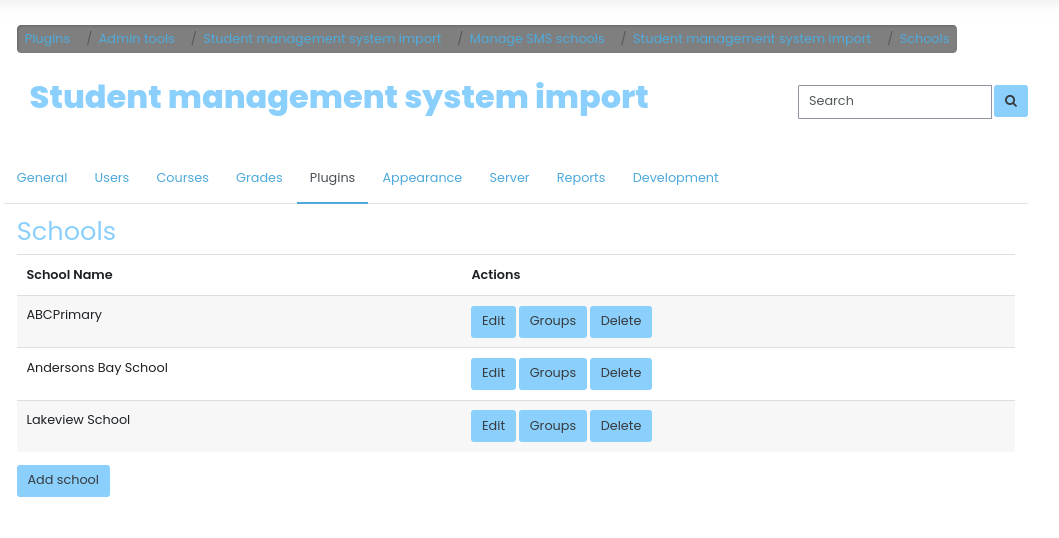 Plugins / Admin tools / Student management system import / Manage SMS schools / Student management system import / Schools
Student management system import
Search
General Users Courses Grades Plugins Appearance Server Reports Development
Schools
School Name Actions
ABCPrimary Edit Groups Delete
Andersons Bay School Edit Groups Delete
Lakeview School Edit Groups Delete
Add school